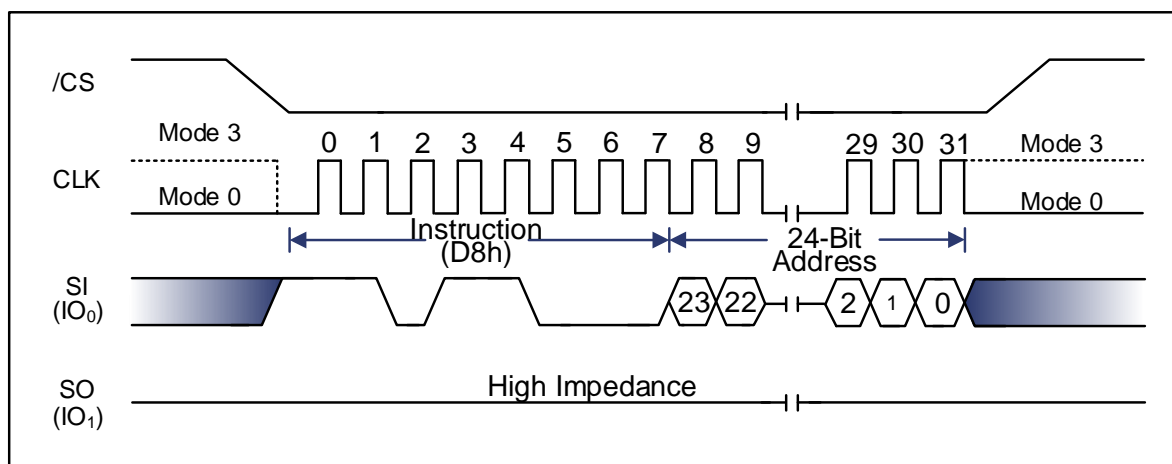 /CS
Mode 3
0 1 2 3 4 5 6 7 8 9 29 30 31
Mode 3
CLK
Mode 0
Mode 0
Instruction
(D8h)
24-Bit
Address
SI
(IO₀)
23 22 2 1 0
SO
(IO₁)
High Impedance